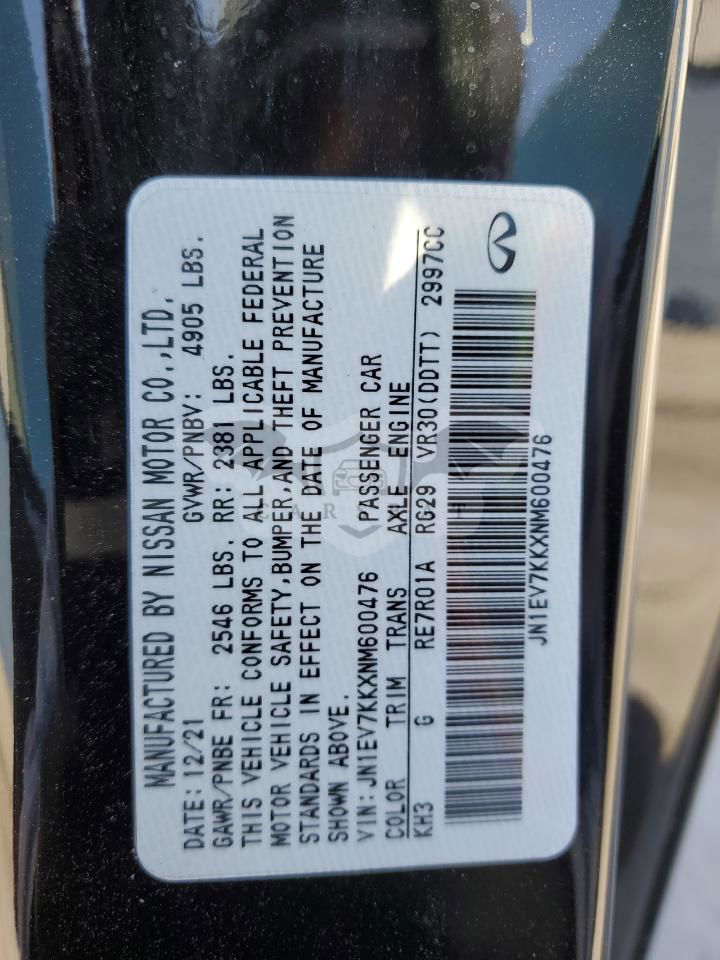 MANUFACTURED BY NISSAN MOTOR CO.,LTD.
DATE: 12/21 GVWR/PNBV: 4905 LBS.
GAWR/PNBE FR: 2546 LBS. RR: 2381 LBS.
THIS VEHICLE CONFORMS TO ALL APPLICABLE FEDERAL
MOTOR VEHICLE SAFETY, BUMPER, AND THEFT PREVENTION
STANDARDS IN EFFECT ON THE DATE OF MANUFACTURE
SHOWN ABOVE.
VIN: JN1EV7KKXNM600476 PASSENGER CAR
COLOR TRIM TRANS AXLE ENGINE
KH3 G RE7R01A RG29 VR30(DDTT) 2997CC
JN1EV7KKXNM600476